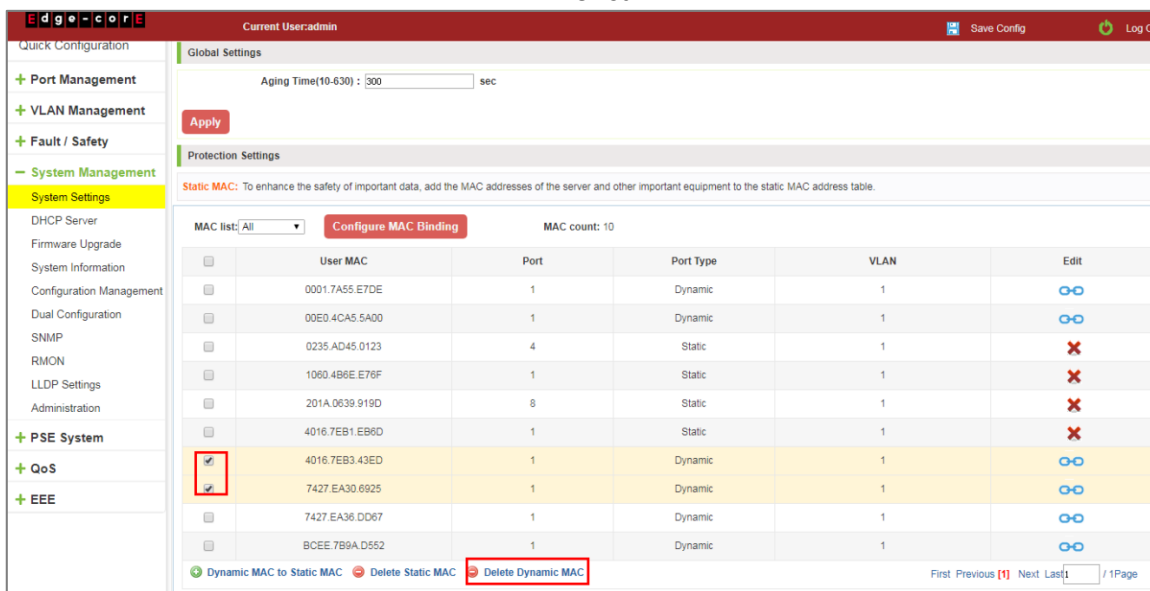 Edge-corE
Current User:admin
Save Config
Log
Quick Configuration
+ Port Management
+ VLAN Management
+ Fault / Safety
− System Management
System Settings
DHCP Server
Firmware Upgrade
System Information
Configuration Management
Dual Configuration
SNMP
RMON
LLDP Settings
Administration
+ PSE System
+ QoS
+ EEE
Global Settings
Aging Time(10-630) : 300 sec
Apply
Protection Settings
Static MAC: To enhance the safety of important data, add the MAC addresses of the server and other important equipment to the static MAC address table.
MAC list: All Configure MAC Binding MAC count: 10
User MAC Port Port Type VLAN Edit
0001.7A55.E7DE 1 Dynamic 1
00E0.4CA5.5A00 1 Dynamic 1
0235.AD45.0123 4 Static 1
1060.4B6E.E76F 1 Static 1
201A.0639.919D 8 Static 1
4016.7EB1.EB6D 1 Static 1
4016.7EB3.43ED 1 Dynamic 1
7427.EA30.6925 1 Dynamic 1
7427.EA36.DD67 1 Dynamic 1
BCEE.7B9A.D552 1 Dynamic 1
Dynamic MAC to Static MAC Delete Static MAC Delete Dynamic MAC
First Previous [1] Next Last 1 / 1Page